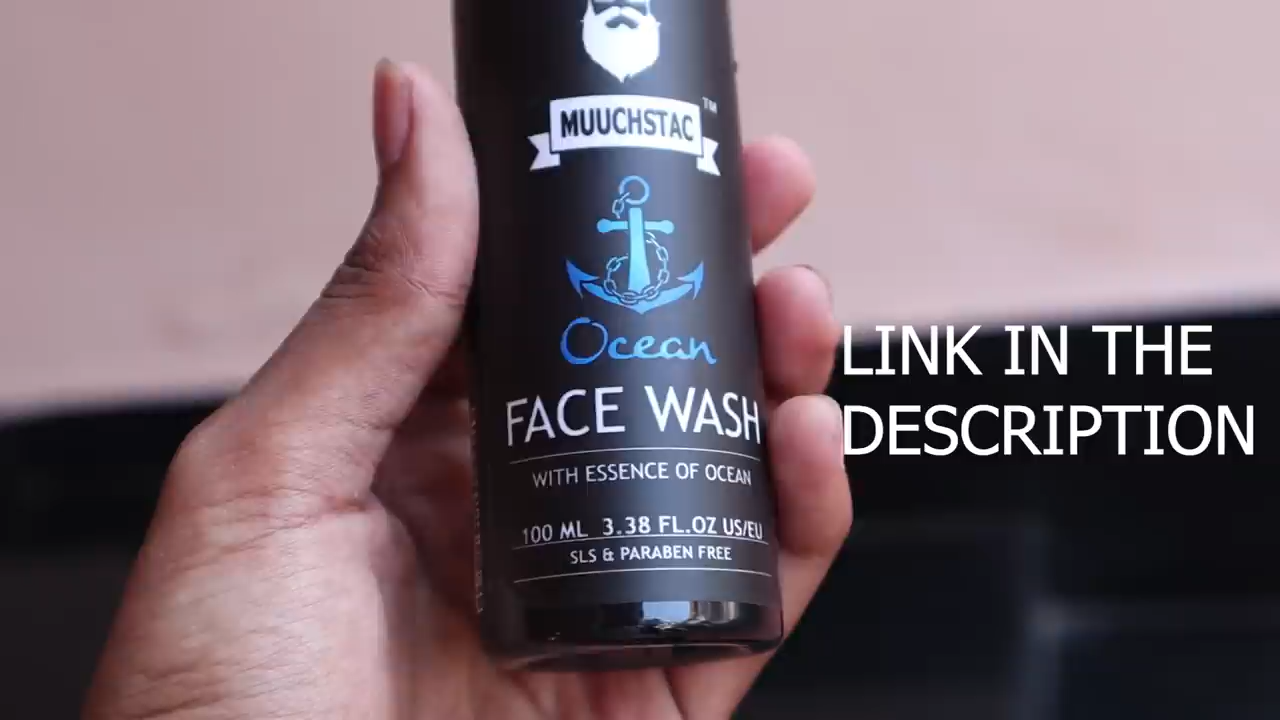 MUUCHSTAC
TM
Ocean
FACE WASH
WITH ESSENCE OF OCEAN
100 ML 3.38 FL.OZ US/EU
SLS & PARABEN FREE
LINK IN THE
DESCRIPTION